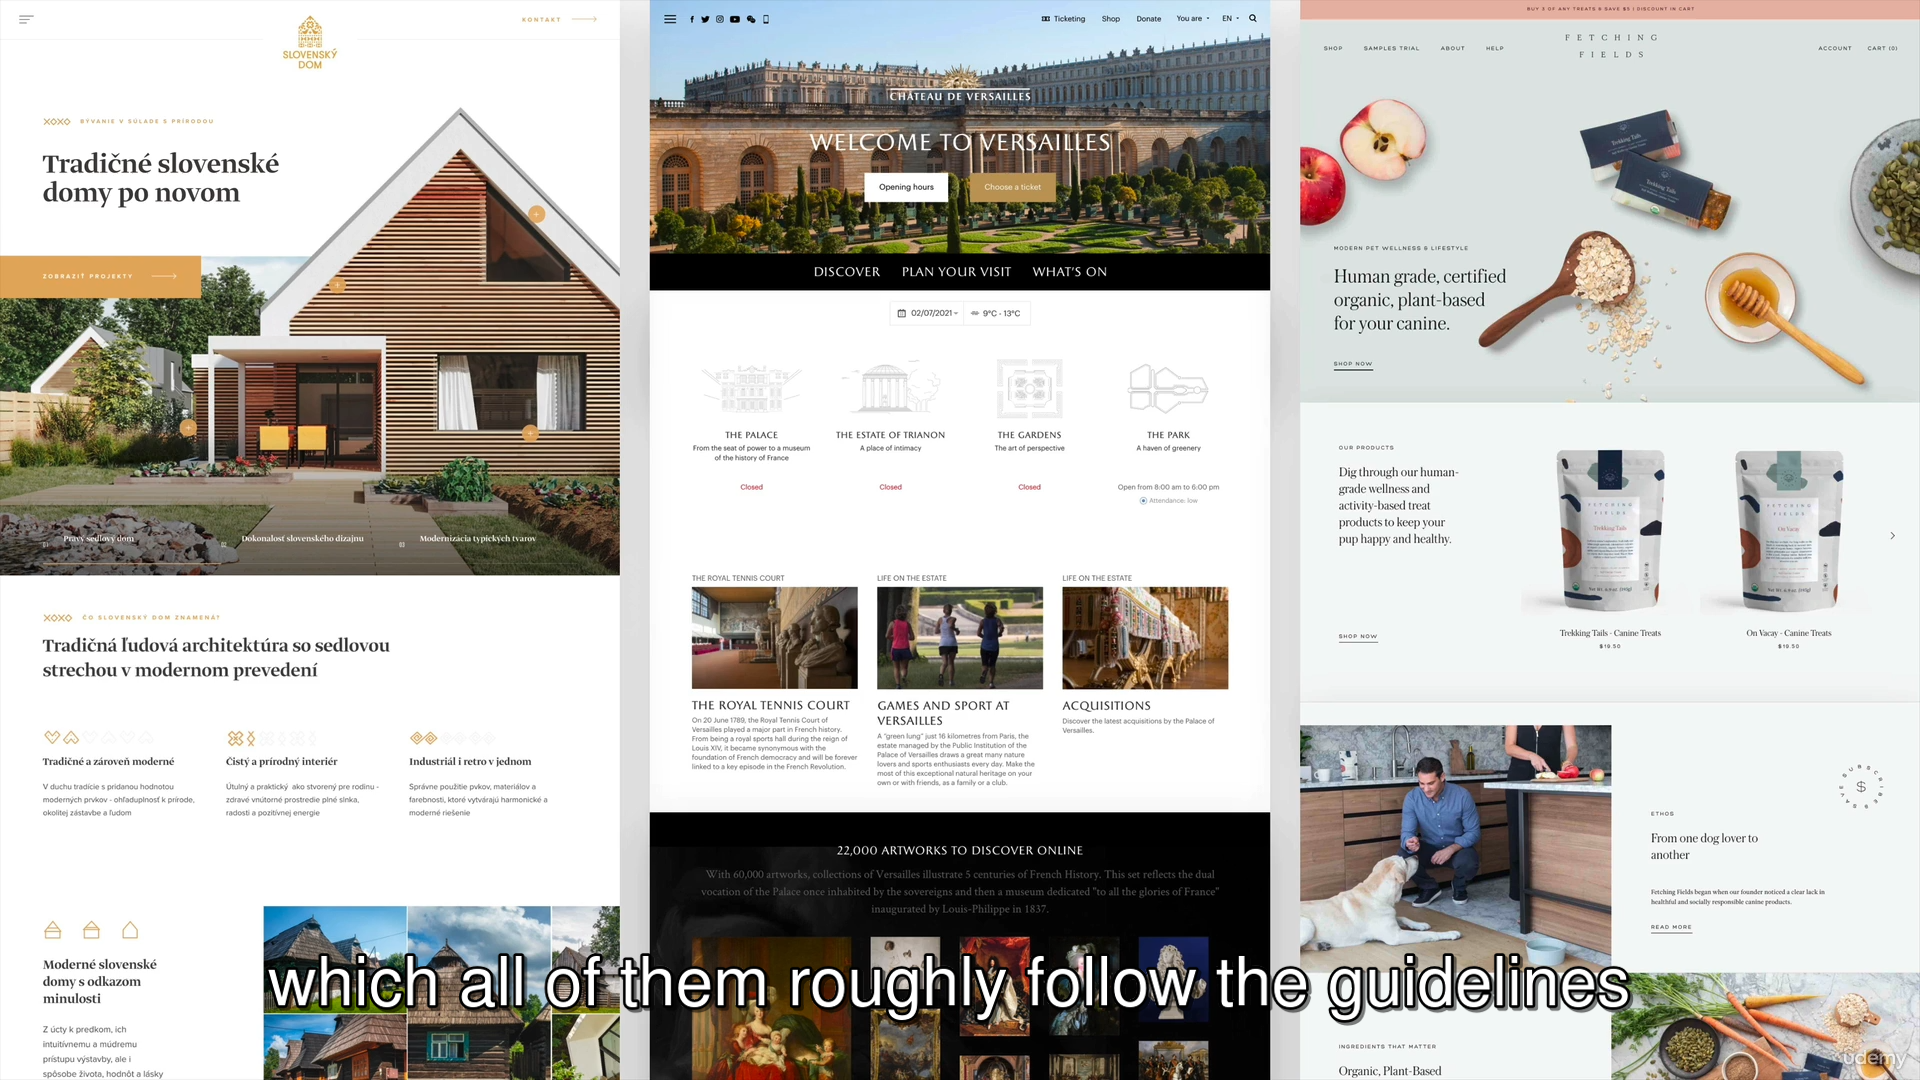 KONTAKT
SLOVENSKÝ
DOM
BÝVANIE V SÚLADE S PRÍRODOU
Tradičné slovenské
domy po novom
ZOBRAZIŤ PROJEKTY
01 Pravý sedlový dom
02 Dokonalosť slovenského dizajnu
03 Modernizácia typických tvarov
ČO SLOVENSKÝ DOM ZNAMENÁ?
Tradičná ľudová architektúra so sedlovou
strechou v modernom prevedení
Tradičné a zároveň moderné
V duchu tradície s pridanou hodnotou
moderných prvkov - ohľaduplnosť k prírode,
okolitej zástavbe a ľudom
Čistý a prírodný interiér
Útulný a praktický ako stvorený pre rodinu -
zdravé vnútorné prostredie plné slnka,
radosti a pozitívnej energie
Industriál i retro v jednom
Správne použitie pvkov, materiálov a
farebnosti, ktoré vytvárajú harmonické a
moderné riešenie
Moderné slovenské
domy s odkazom
minulosti
Z úcty k predkom, ich
intuitívnemu a múdremu
prístupu výstavby, ale i
spôsobe života, hodnôt a lásky
Ticketing
Shop
Donate
You are
EN
CHÂTEAU DE VERSAILLES
WELCOME TO VERSAILLES
Opening hours
Choose a ticket
DISCOVER
PLAN YOUR VISIT
WHAT'S ON
02/07/2021
9°C - 13°C
THE PALACE
From the seat of power to a museum
of the history of France
Closed
THE ESTATE OF TRIANON
A place of intimacy
Closed
THE GARDENS
The art of perspective
Closed
THE PARK
A haven of greenery
Open from 8:00 am to 6:00 pm
Attendance: low
THE ROYAL TENNIS COURT
THE ROYAL TENNIS COURT
On 20 June 1789, the Royal Tennis Court of
Versailles played a major part in French history.
From being a royal sports hall during the reign of
Louis XIV, it became synonymous with the
foundation of French democracy and will be forever
linked to a key episode in the French Revolution.
LIFE ON THE ESTATE
GAMES AND SPORT AT
VERSAILLES
A "green lung" just 16 kilometres from Paris, the
estate managed by the Public Institution of the
Palace of Versailles draws a great many nature
lovers and sports enthusiasts every day. Make the
most of this exceptional natural heritage on your
own or with friends, as a family or a club.
LIFE ON THE ESTATE
ACQUISITIONS
Discover the latest acquisitions by the Palace of
Versailles.
22,000 ARTWORKS TO DISCOVER ONLINE
With 60,000 artworks, collections of Versailles illustrate 5 centuries of French History. This set reflects the dual
vocation of the Palace once inhabited by the sovereigns and then a museum dedicated "to all the glories of France"
inaugurated by Louis-Philippe in 1837.
BUY 3 OF ANY TREATS & SAVE $5 | DISCOUNT IN CART
SHOP
SAMPLES TRIAL
ABOUT
HELP
FETCHING
FIELDS
ACCOUNT
CART (0)
Trekking Tails
Trekking Tails
MODERN PET WELLNESS & LIFESTYLE
Human grade, certified
organic, plant-based
for your canine.
SHOP NOW
OUR PRODUCTS
Dig through our human-
grade wellness and
activity-based treat
products to keep your
pup happy and healthy.
SHOP NOW
FETCHING
FIELDS
Trekking Tails
Trekking Tails - Canine Treats
$19.50
FETCHING
FIELDS
On Vacay
On Vacay - Canine Treats
$19.50
SUBSCRIBE & SAVE
$
ETHOS
From one dog lover to
another
Fetching Fields began when our founder noticed a clear lack in
healthful and socially responsible canine products.
READ MORE
INGREDIENTS THAT MATTER
Organic, Plant-Based
which all of them roughly follow the guidelines
udemy